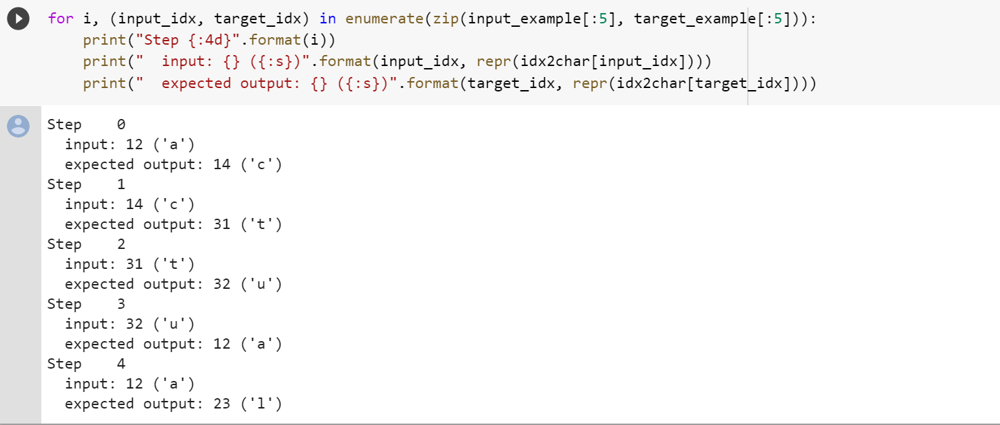 for i, (input_idx, target_idx) in enumerate(zip(input_example[:5], target_example[:5])):
    print("Step {:4d}".format(i))
    print("  input: {} ({:s})".format(input_idx, repr(idx2char[input_idx])))
    print("  expected output: {} ({:s})".format(target_idx, repr(idx2char[target_idx])))
Step    0
  input: 12 ('a')
  expected output: 14 ('c')
Step    1
  input: 14 ('c')
  expected output: 31 ('t')
Step    2
  input: 31 ('t')
  expected output: 32 ('u')
Step    3
  input: 32 ('u')
  expected output: 12 ('a')
Step    4
  input: 12 ('a')
  expected output: 23 ('l')